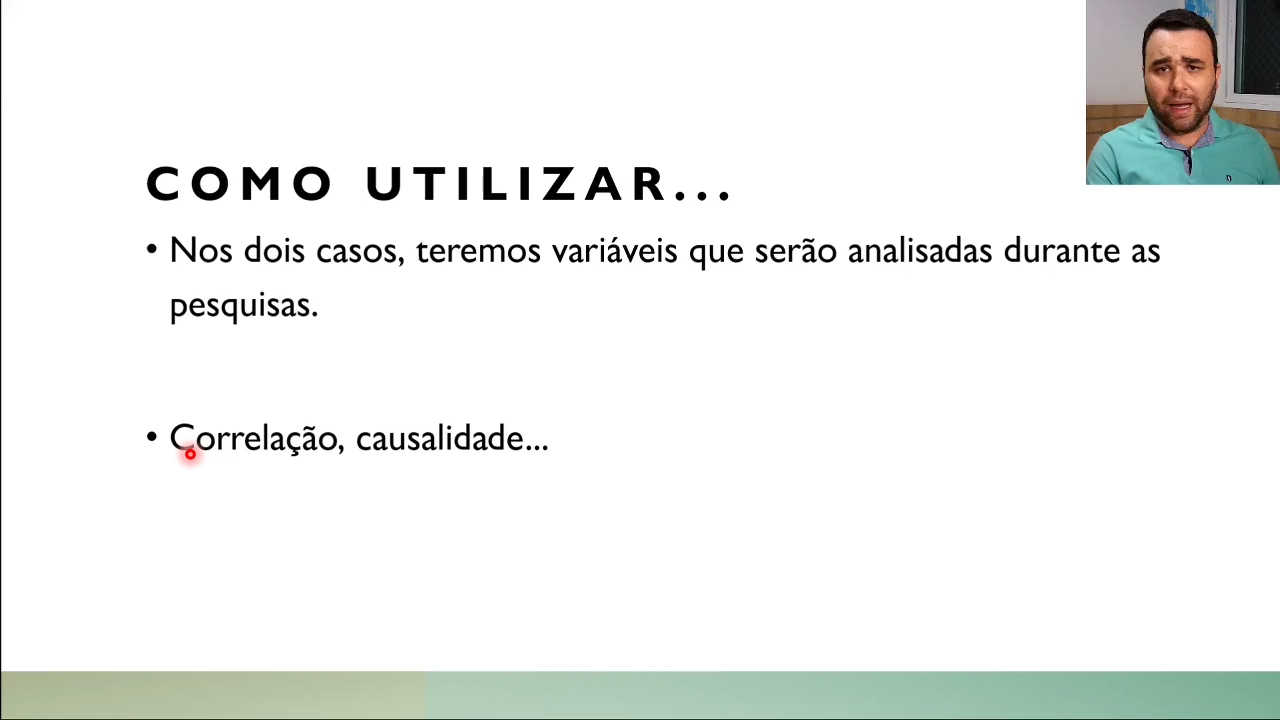 COMO UTILIZAR...
• Nos dois casos, teremos variáveis que serão analisadas durante as
pesquisas.
• Correlação, causalidade...